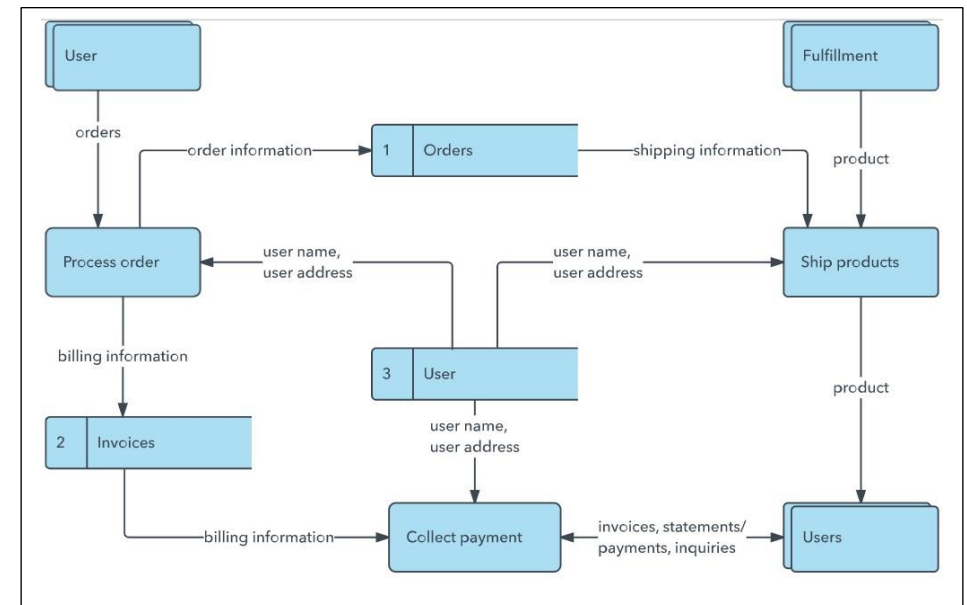 User
Fulfillment
orders
order information
1
Orders
shipping information
product
Process order
user name,
user address
user name,
user address
Ship products
billing information
3
User
product
user name,
user address
2
Invoices
billing information
Collect payment
invoices, statements/
payments, inquiries
Users